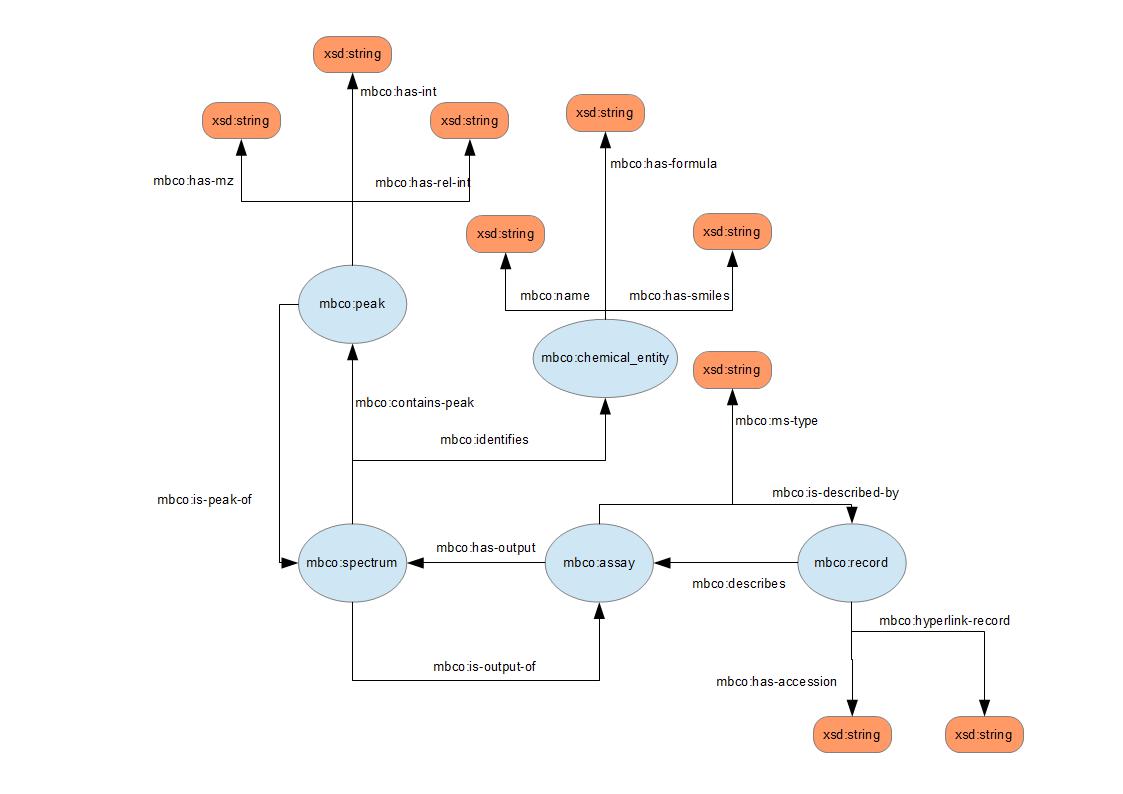 xsd:string
mbco:has-int
xsd:string
xsd:string
xsd:string
mbco:has-formula
mbco:has-mz
mbco:has-rel-int
xsd:string
xsd:string
mbco:name
mbco:has-smiles
mbco:peak
mbco:chemical_entity
xsd:string
mbco:contains-peak
mbco:ms-type
mbco:identifies
mbco:is-peak-of
mbco:is-described-by
mbco:has-output
mbco:spectrum
mbco:assay
mbco:record
mbco:describes
mbco:hyperlink-record
mbco:is-output-of
mbco:has-accession
xsd:string
xsd:string